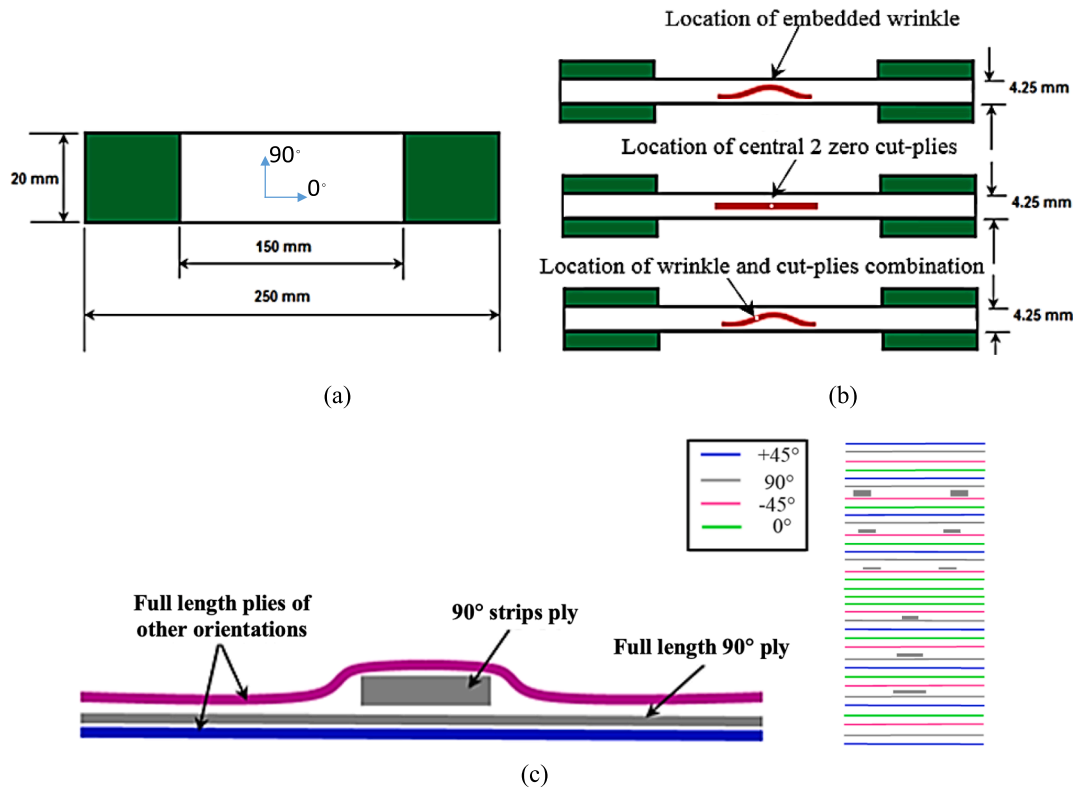 Location of embedded wrinkle
4.25 mm
90°
0°
20 mm
Location of central 2 zero cut-plies
4.25 mm
150 mm
Location of wrinkle and cut-plies combination
250 mm
4.25 mm
(a)
(b)
+45°
90°
-45°
0°
Full length plies of
other orientations
90° strips ply
Full length 90° ply
(c)